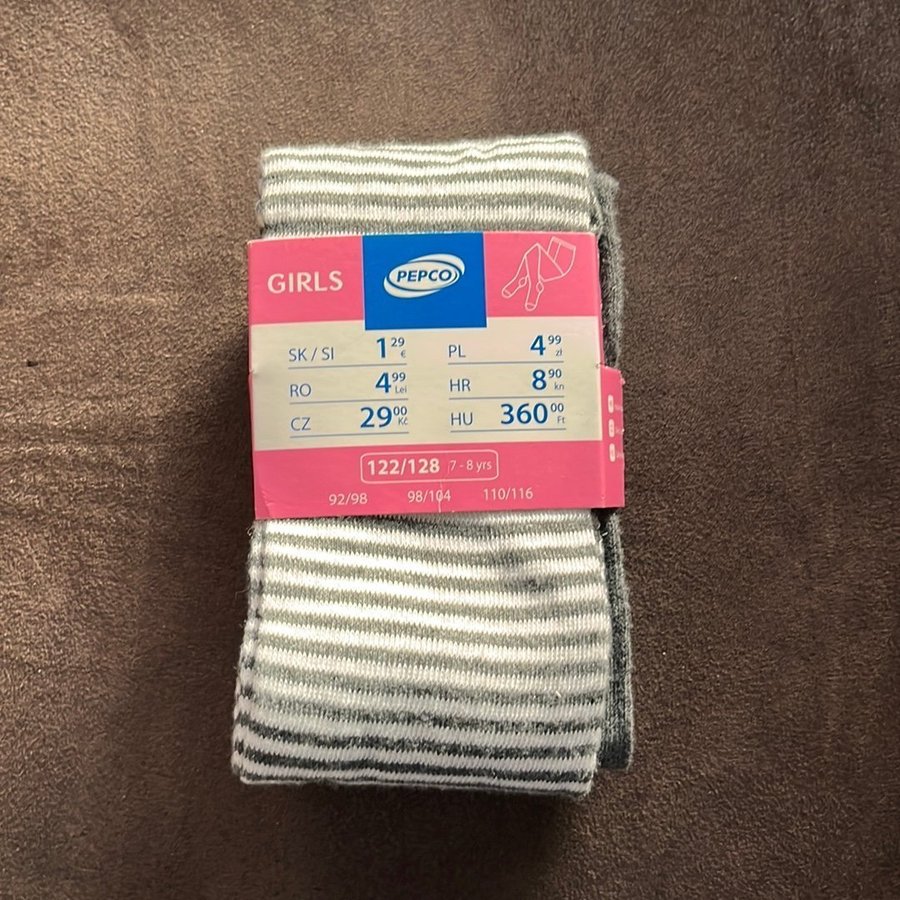 GIRLS
PEPCO
SK / SI 1 29 €
PL 4 99 zł
RO 4 99 Lei
HR 8 90 kn
CZ 29 00 Kč
HU 360 00 Ft
122/128 7 - 8 yrs
92/98 98/104 110/116